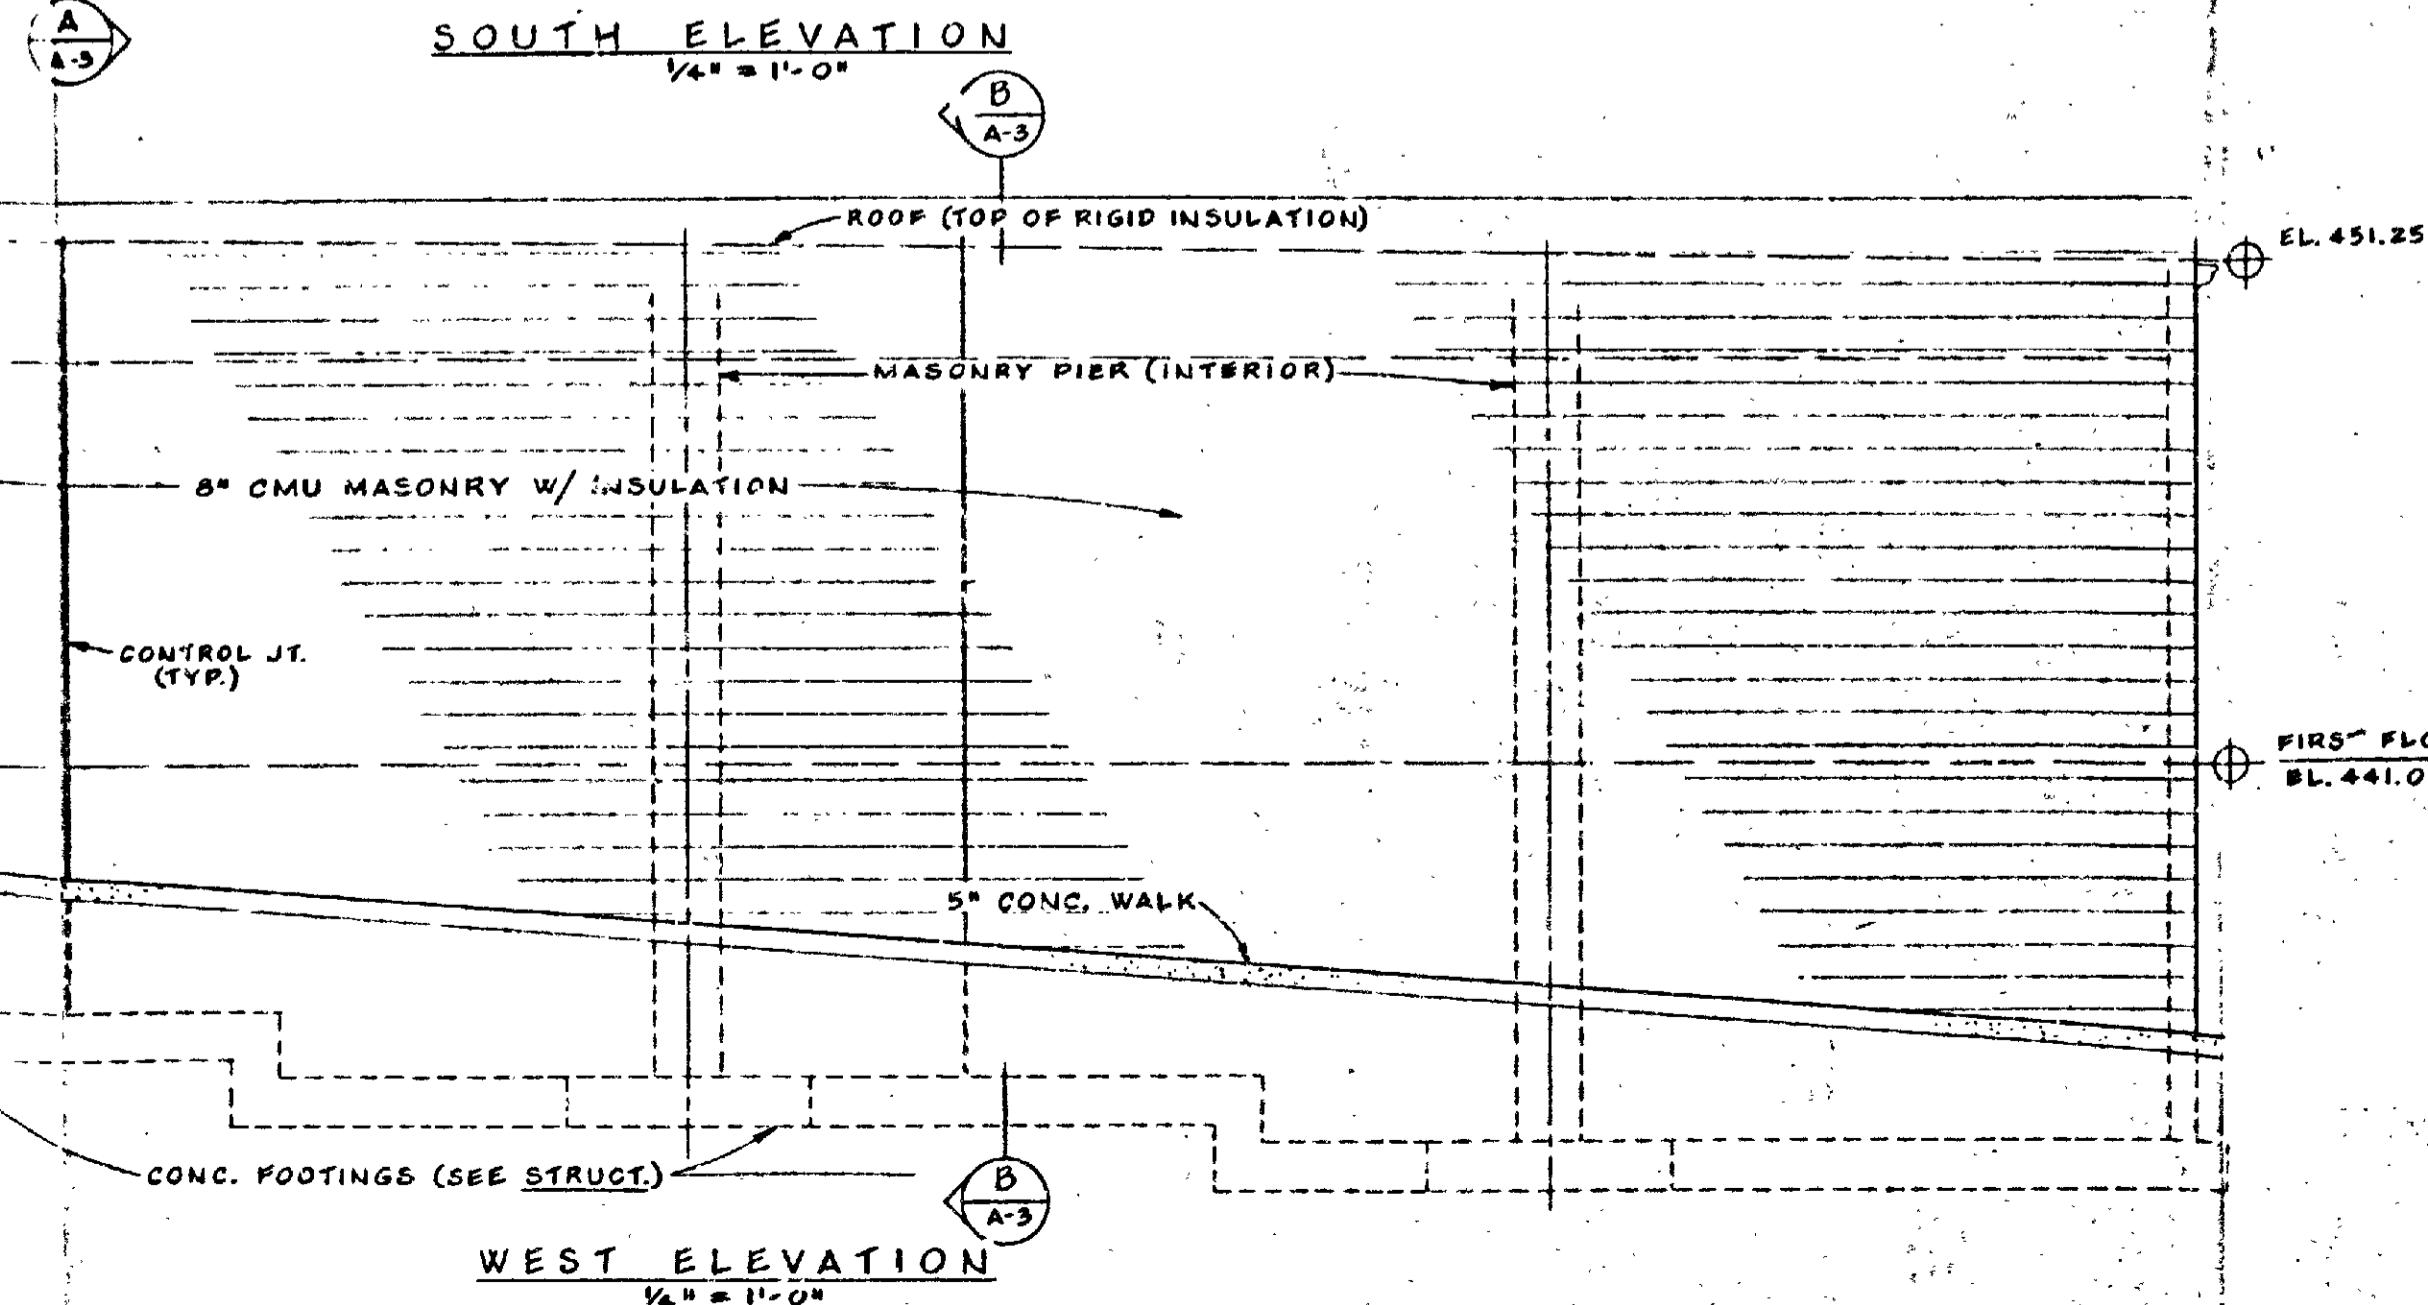 A
A-3
SOUTH ELEVATION
1/4" = 1'-0"
B
A-3
ROOF (TOP OF RIGID INSULATION)
EL. 451.25
MASONRY PIER (INTERIOR)
8" CMU MASONRY W/ INSULATION
CONTROL JT.
(TYP.)
FIRST FLO
EL. 441.0
5" CONC. WALK
CONC. FOOTINGS (SEE STRUCT.)
B
A-3
WEST ELEVATION
1/4" = 1'-0"